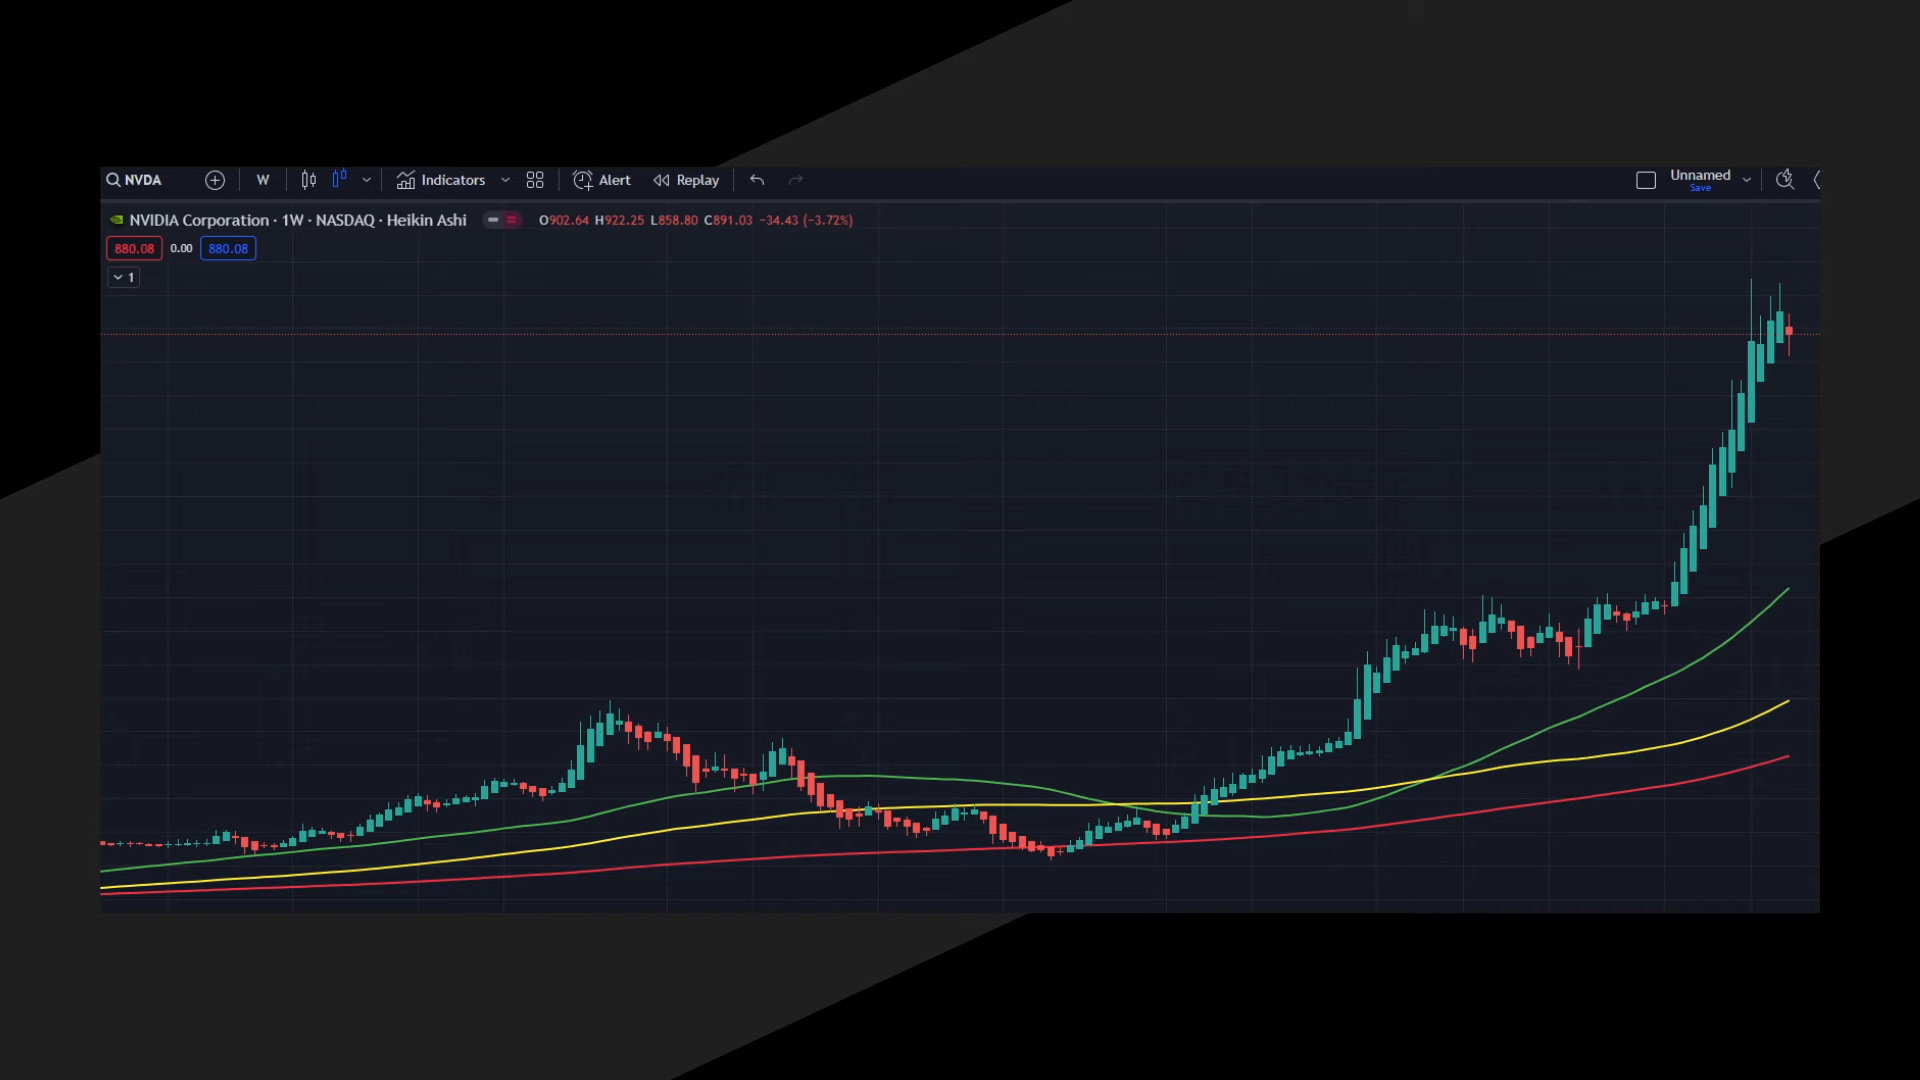 NVDA W Indicators Alert Replay Unnamed
Save
NVIDIA Corporation · 1W · NASDAQ · Heikin Ashi O902.64 H922.25 L858.80 C891.03 −34.43 (−3.72%)
880.08 0.00 880.08
1